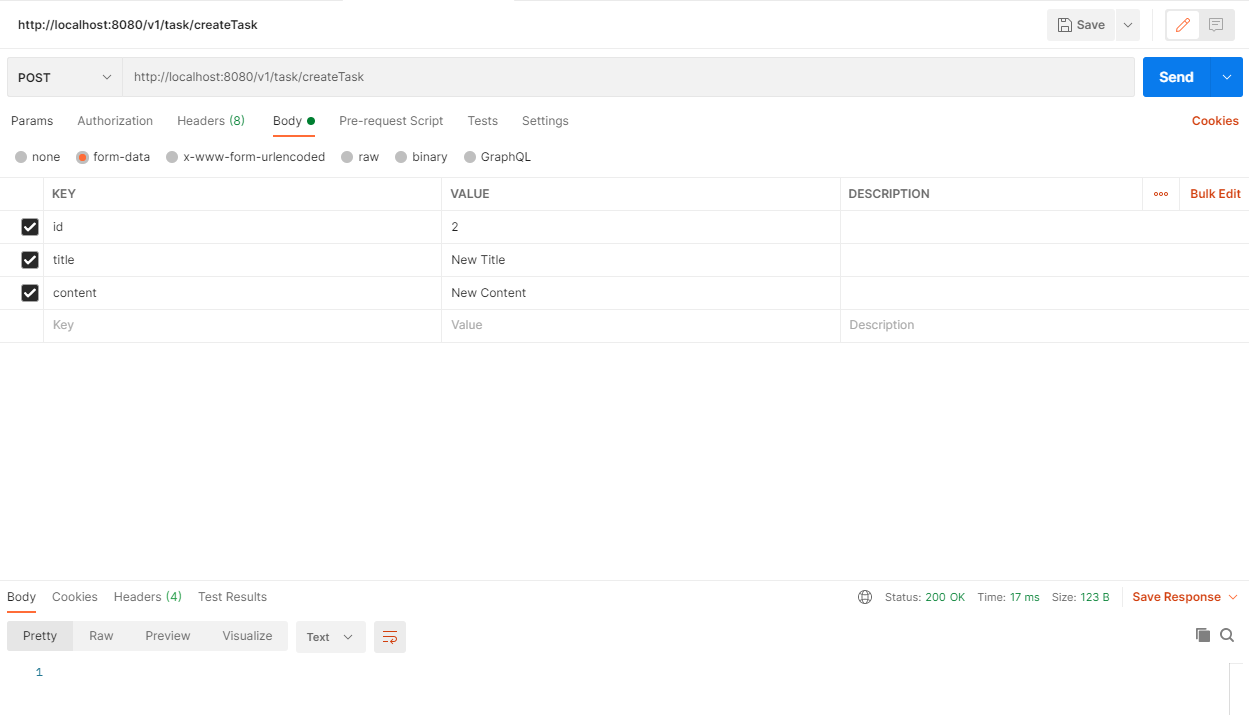 http://localhost:8080/v1/task/createTask Save
POST http://localhost:8080/v1/task/createTask Send
Params Authorization Headers (8) Body Pre-request Script Tests Settings Cookies
none form-data x-www-form-urlencoded raw binary GraphQL
KEY VALUE DESCRIPTION Bulk Edit
id 2
title New Title
content New Content
Key Value Description
Body Cookies Headers (4) Test Results Status: 200 OK Time: 17 ms Size: 123 B Save Response
Pretty Raw Preview Visualize Text
1